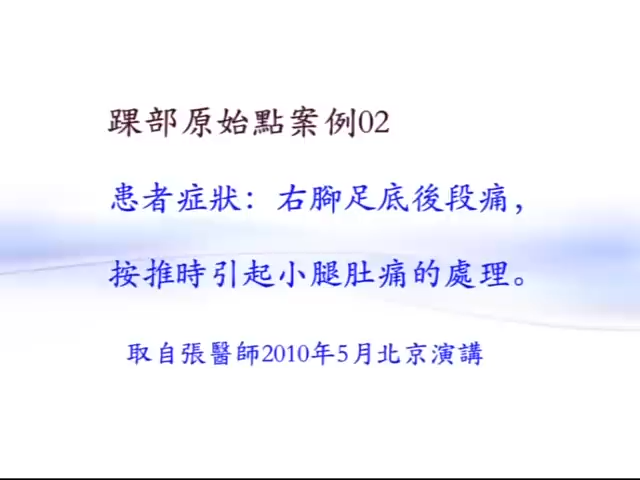 踝部原始點案例02
患者症狀：右腳足底後段痛，
按推時引起小腿肚痛的處理。
取自張醫師2010年5月北京演講